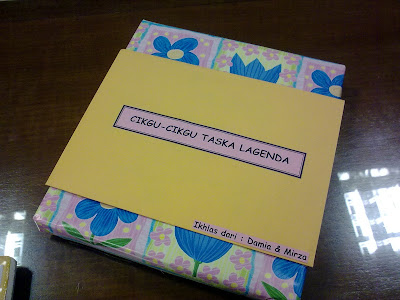 CIKGU-CIKGU TASKA LAGENDA
Ikhlas dari : Damia & Mirza